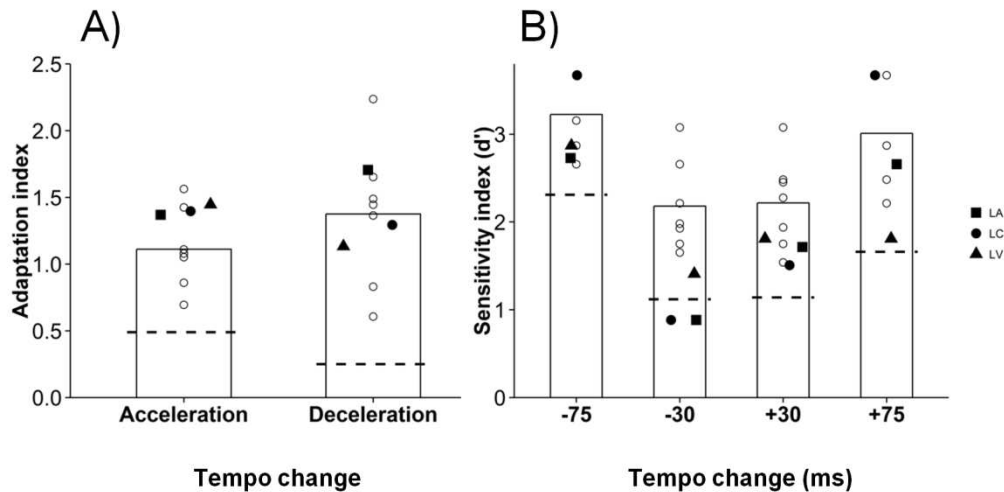 A)
Adaptation index
2.5
2.0
1.5
1.0
0.5
0.0
Acceleration Deceleration
Tempo change
B)
Sensitivity index (d')
3
2
1
0
-75 -30 +30 +75
Tempo change (ms)
LA
LC
LV